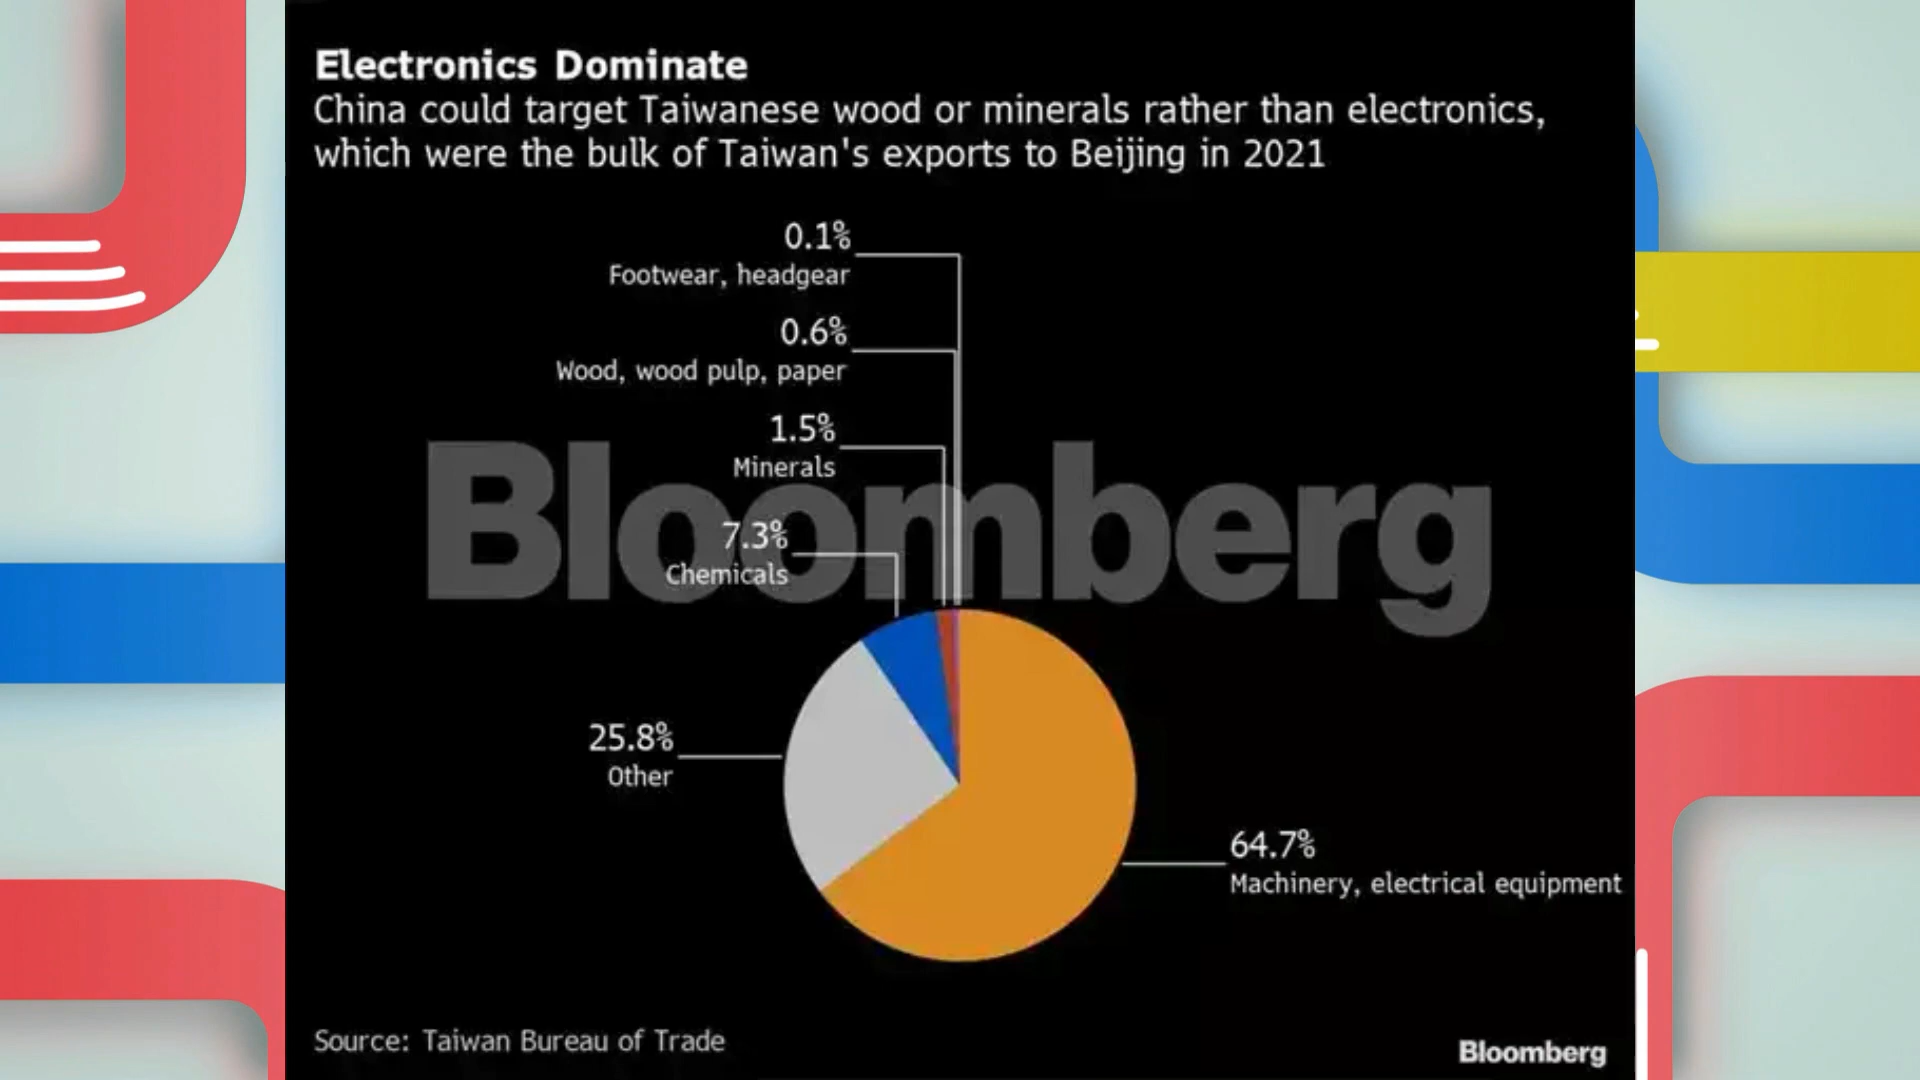 Electronics Dominate
China could target Taiwanese wood or minerals rather than electronics,
which were the bulk of Taiwan's exports to Beijing in 2021
0.1%
Footwear, headgear
0.6%
Wood, wood pulp, paper
1.5%
Minerals
Bloomberg
7.3%
Chemicals
25.8%
Other
64.7%
Machinery, electrical equipment
Source: Taiwan Bureau of Trade
Bloomberg